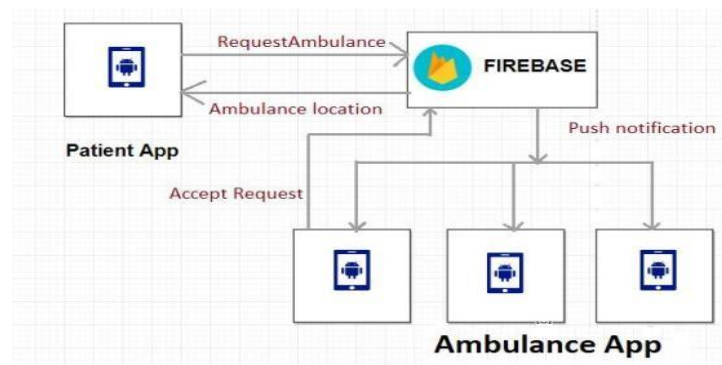 RequestAmbulance
FIREBASE
Ambulance location
Push notification
Patient App
Accept Request
Ambulance App